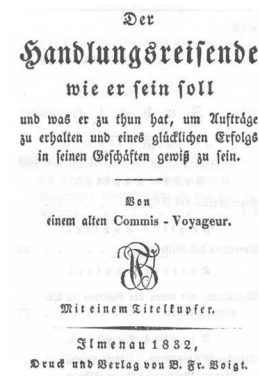 Der
Handlungsreisende
wie er sein soll
und was er zu thun hat, um Aufträge
zu erhalten und eines glücklichen Erfolgs
in seinen Geschäften gewiß zu sein.
Von
einem alten Commis-Voyageur.
Mit einem Titelkupfer.
Ilmenau 1832,
Druck und Verlag von B. Fr. Voigt.